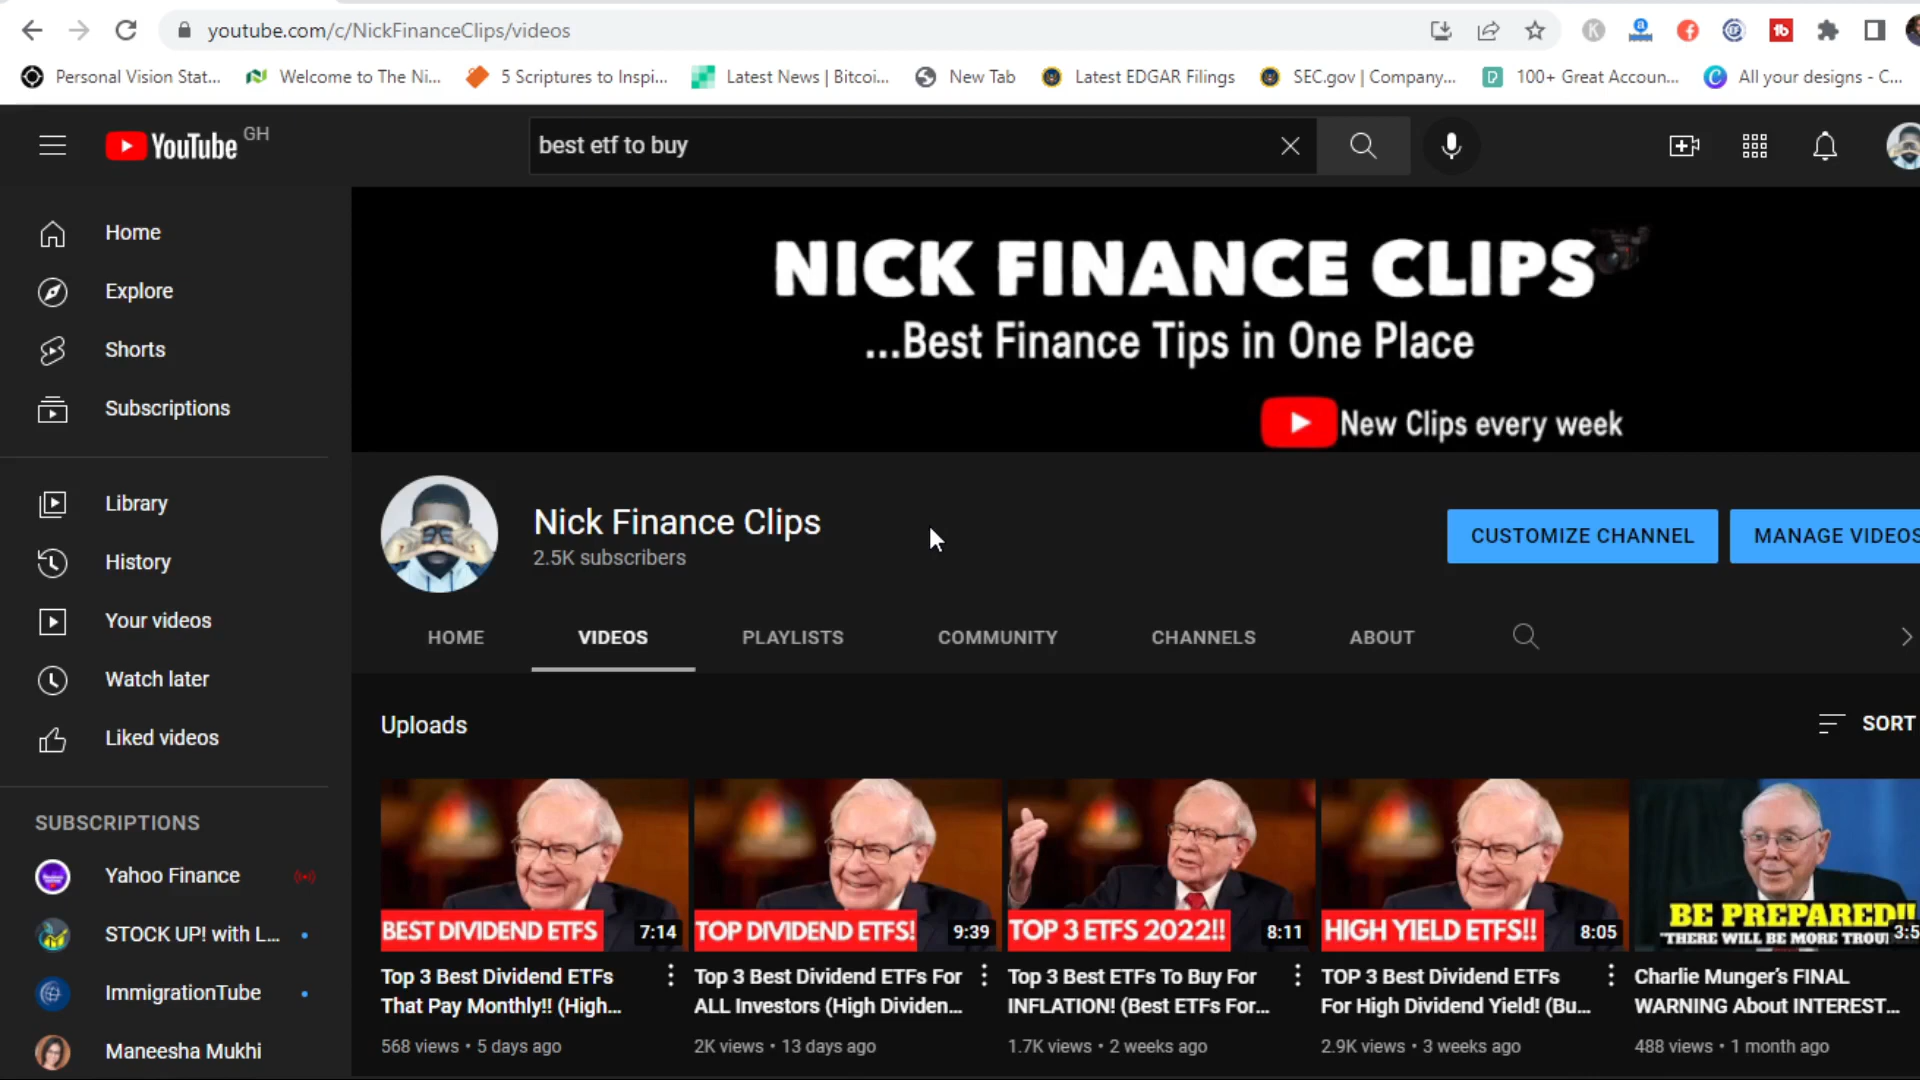 youtube.com/c/NickFinanceClips/videos
Personal Vision Stat...
Welcome to The Ni...
5 Scriptures to Inspi...
Latest News | Bitcoi...
New Tab
Latest EDGAR Filings
SEC.gov | Company...
100+ Great Accoun...
All your designs - C...
YouTube GH
best etf to buy
Home
Explore
Shorts
Subscriptions
Library
History
Your videos
Watch later
Liked videos
SUBSCRIPTIONS
Yahoo Finance
STOCK UP! with L...
ImmigrationTube
Maneesha Mukhi
NICK FINANCE CLIPS
...Best Finance Tips in One Place
New Clips every week
Nick Finance Clips
2.5K subscribers
CUSTOMIZE CHANNEL
MANAGE VIDEOS
HOME
VIDEOS
PLAYLISTS
COMMUNITY
CHANNELS
ABOUT
Uploads
SORT
BEST DIVIDEND ETFS
7:14
Top 3 Best Dividend ETFs
That Pay Monthly!! (High...
568 views • 5 days ago
TOP DIVIDEND ETFS!
9:39
Top 3 Best Dividend ETFs For
ALL Investors (High Dividen...
2K views • 13 days ago
TOP 3 ETFS 2022!!
8:11
Top 3 Best ETFs To Buy For
INFLATION! (Best ETFs For...
1.7K views • 2 weeks ago
HIGH YIELD ETFS!!
8:05
TOP 3 Best Dividend ETFs
For High Dividend Yield! (Bu...
2.9K views • 3 weeks ago
BE PREPARED!!
"THERE WILL BE MORE TROU
3:5
Charlie Munger's FINAL
WARNING About INTEREST...
488 views • 1 month ago